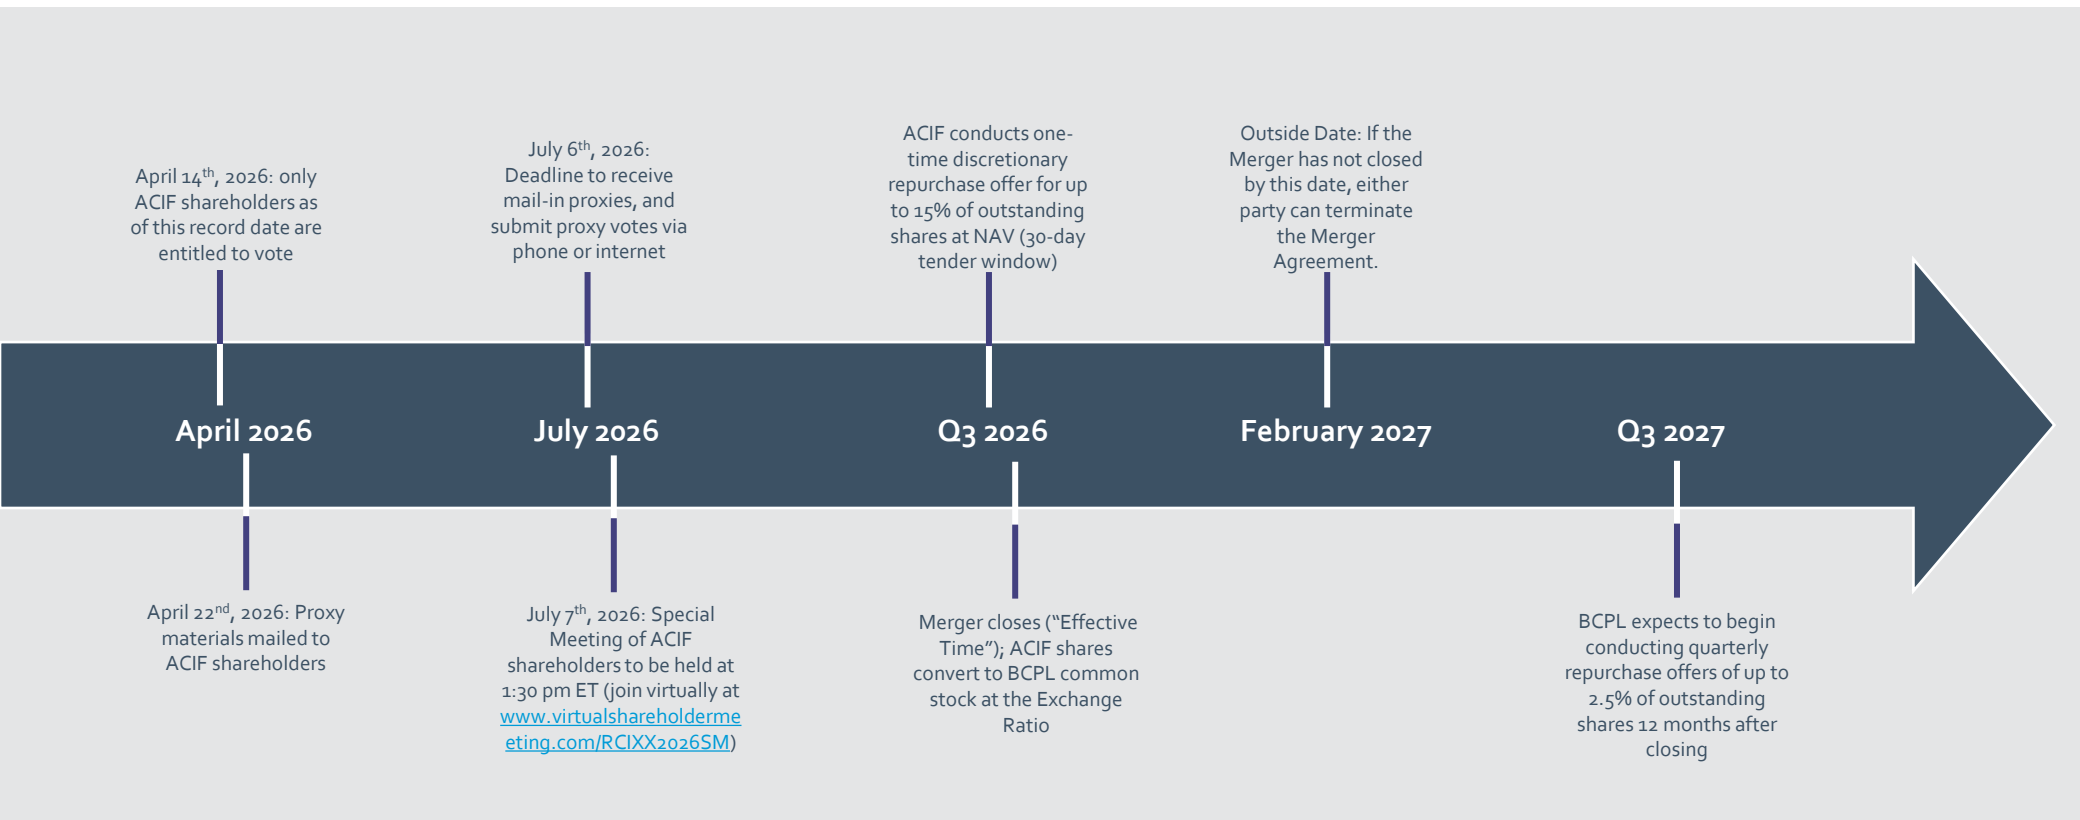 April 14th, 2026: only
ACIF shareholders as
of this record date are
entitled to vote
July 6th, 2026:
Deadline to receive
mail-in proxies, and
submit proxy votes via
phone or internet
ACIF conducts one-
time discretionary
repurchase offer for up
to 15% of outstanding
shares at NAV (30-day
tender window)
Outside Date: If the
Merger has not closed
by this date, either
party can terminate
the Merger
Agreement.
April 2026
July 2026
Q3 2026
February 2027
Q3 2027
April 22nd, 2026: Proxy
materials mailed to
ACIF shareholders
July 7th, 2026: Special
Meeting of ACIF
shareholders to be held at
1:30 pm ET (join virtually at
www.virtualshareholderme
eting.com/RCIXX2026SM)
Merger closes (“Effective
Time”); ACIF shares
convert to BCPL common
stock at the Exchange
Ratio
BCPL expects to begin
conducting quarterly
repurchase offers of up to
2.5% of outstanding
shares 12 months after
closing